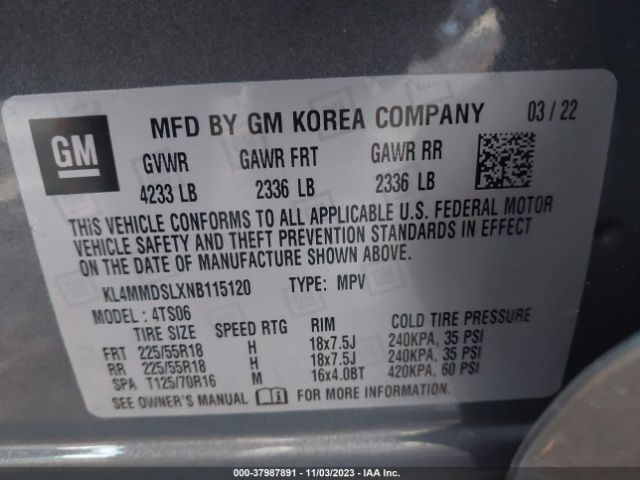 GM
MFD BY GM KOREA COMPANY 03 / 22
GVWR GAWR FRT GAWR RR
4233 LB 2336 LB 2336 LB
THIS VEHICLE CONFORMS TO ALL APPLICABLE U.S. FEDERAL MOTOR
VEHICLE SAFETY AND THEFT PREVENTION STANDARDS IN EFFECT
ON THE DATE OF MANUFACTURE SHOWN ABOVE.
KL4MMDSLXNB115120 TYPE: MPV
MODEL: 4TS06
TIRE SIZE SPEED RTG RIM COLD TIRE PRESSURE
FRT 225/55R18 H 18x7.5J 240KPA, 35 PSI
RR 225/55R18 H 18x7.5J 240KPA, 35 PSI
SPA T125/70R16 M 16x4.0BT 420KPA, 60 PSI
SEE OWNER'S MANUAL FOR MORE INFORMATION.
000-37987891 - 11/03/2023 - IAA Inc.